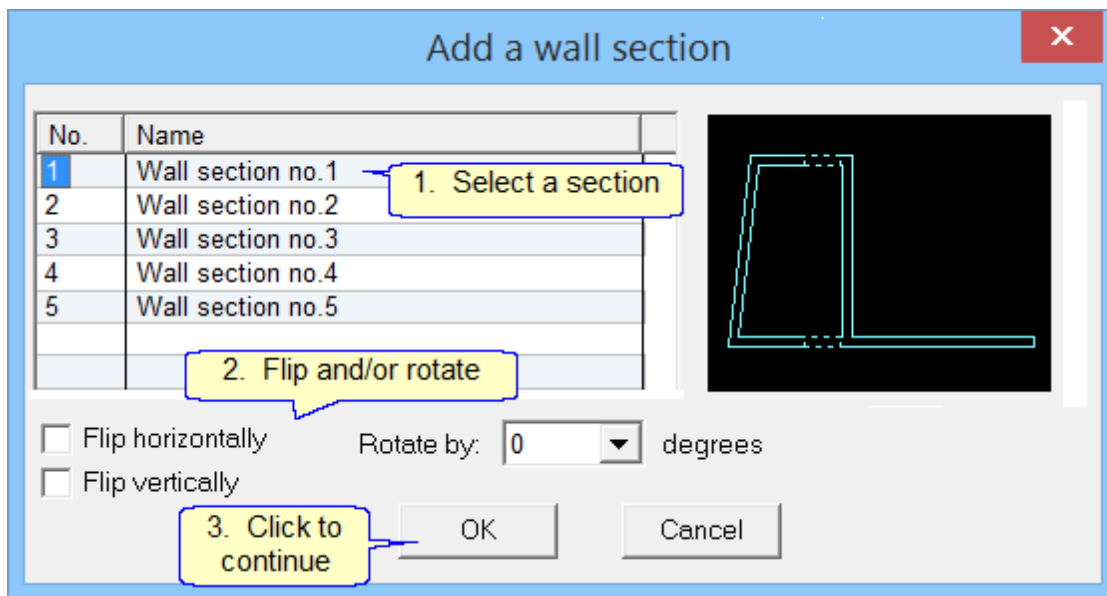 Add a wall section
No. Name
1 Wall section no.1
1. Select a section
2 Wall section no.2
3 Wall section no.3
4 Wall section no.4
5 Wall section no.5
2. Flip and/or rotate
Flip horizontally Rotate by: 0 degrees
Flip vertically
3. Click to
continue
OK Cancel